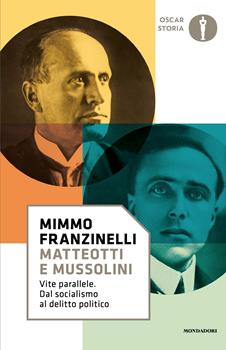 OSCAR
STORIA
MIMMO
FRANZINELLI
MATTEOTTI
E MUSSOLINI
Vite parallele.
Dal socialismo
al delitto politico
MONDADORI